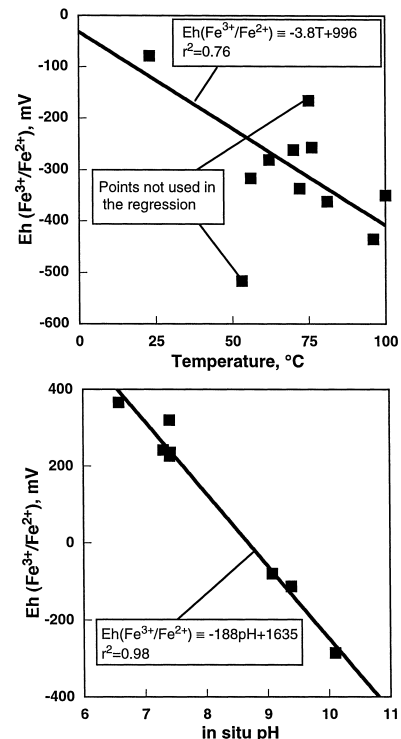 0
-100
-200
-300
-400
-500
-600
Eh (Fe³⁺/Fe²⁺), mV
Eh(Fe³⁺/Fe²⁺) ≡ -3.8T+996
r²=0.76
Points not used in
the regression
0 25 50 75 100
Temperature, °C
400
200
0
-200
-400
Eh (Fe³⁺/Fe²⁺), mV
Eh(Fe³⁺/Fe²⁺) ≡ -188pH+1635
r²=0.98
6 7 8 9 10 11
in situ pH